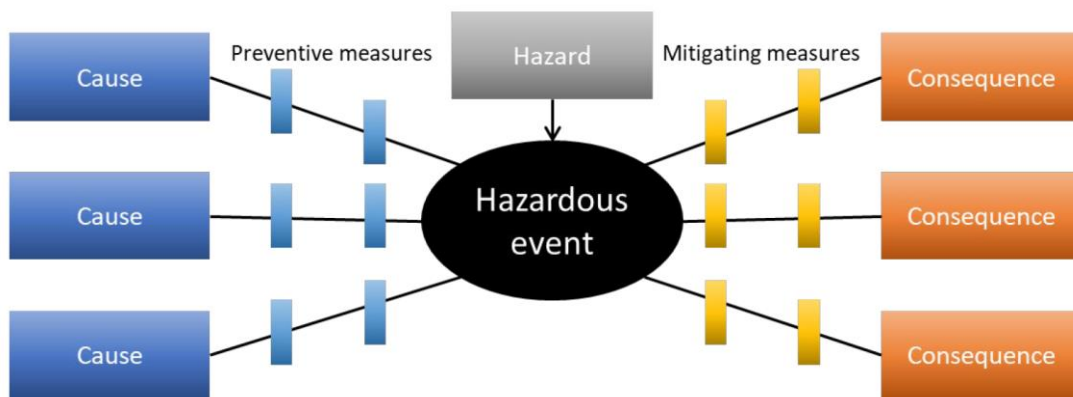 Preventive measures
Hazard
Mitigating measures
Cause
Consequence
Hazardous
event
Cause
Consequence
Cause
Consequence